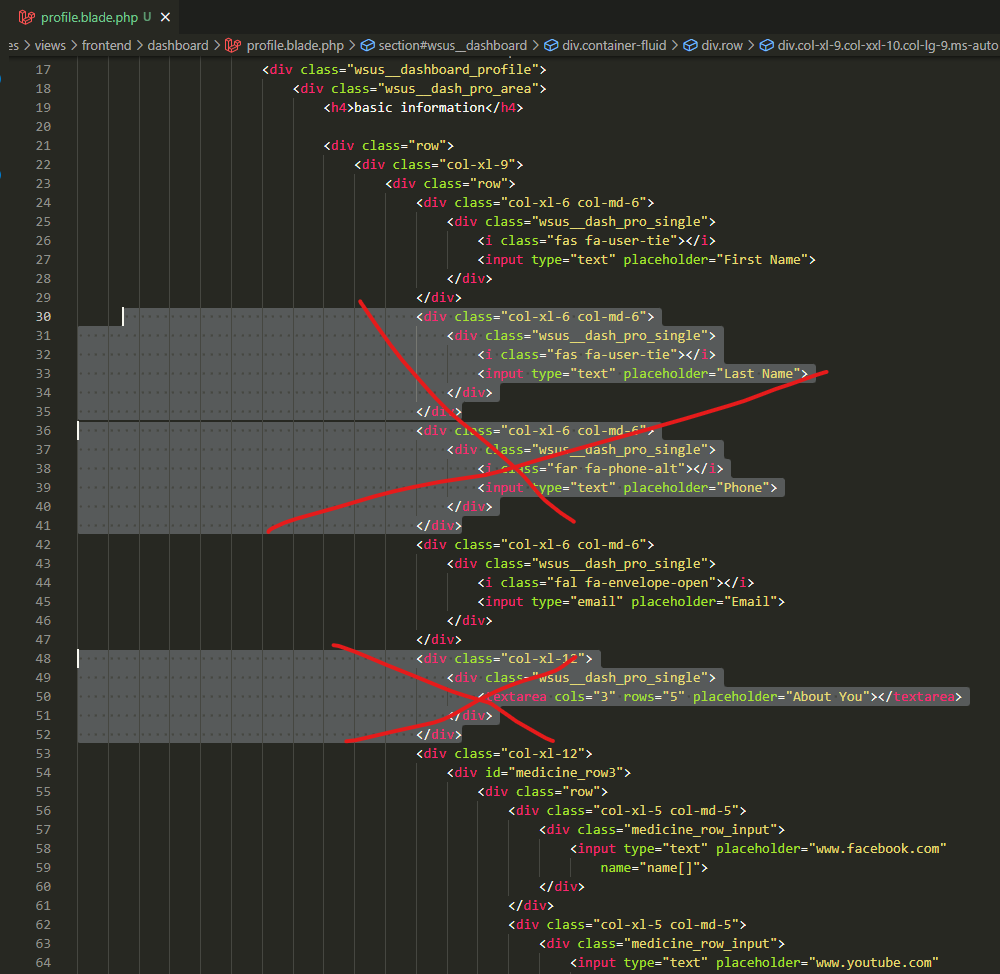 profile.blade.php U ×
es > views > frontend > dashboard > profile.blade.php > section#wsus__dashboard > div.container-fluid > div.row > div.col-xl-9.col-xxl-10.col-lg-9.ms-auto
17 <div class="wsus__dashboard_profile">
18 <div class="wsus__dash_pro_area">
19 <h4>basic information</h4>
20
21 <div class="row">
22 <div class="col-xl-9">
23 <div class="row">
24 <div class="col-xl-6 col-md-6">
25 <div class="wsus__dash_pro_single">
26 <i class="fas fa-user-tie"></i>
27 <input type="text" placeholder="First Name">
28 </div>
29 </div>
30 <div class="col-xl-6 col-md-6">
31 <div class="wsus__dash_pro_single">
32 <i class="fas fa-user-tie"></i>
33 <input type="text" placeholder="Last Name">
34 </div>
35 </div>
36 <div class="col-xl-6 col-md-6">
37 <div class="wsus__dash_pro_single">
38 <i class="far fa-phone-alt"></i>
39 <input type="text" placeholder="Phone">
40 </div>
41 </div>
42 <div class="col-xl-6 col-md-6">
43 <div class="wsus__dash_pro_single">
44 <i class="fal fa-envelope-open"></i>
45 <input type="email" placeholder="Email">
46 </div>
47 </div>
48 <div class="col-xl-12">
49 <div class="wsus__dash_pro_single">
50 <textarea cols="3" rows="5" placeholder="About You"></textarea>
51 </div>
52 </div>
53 <div class="col-xl-12">
54 <div id="medicine_row3">
55 <div class="row">
56 <div class="col-xl-5 col-md-5">
57 <div class="medicine_row_input">
58 <input type="text" placeholder="www.facebook.com"
59 name="name[]">
60 </div>
61 </div>
62 <div class="col-xl-5 col-md-5">
63 <div class="medicine_row_input">
64 <input type="text" placeholder="www.youtube.com"